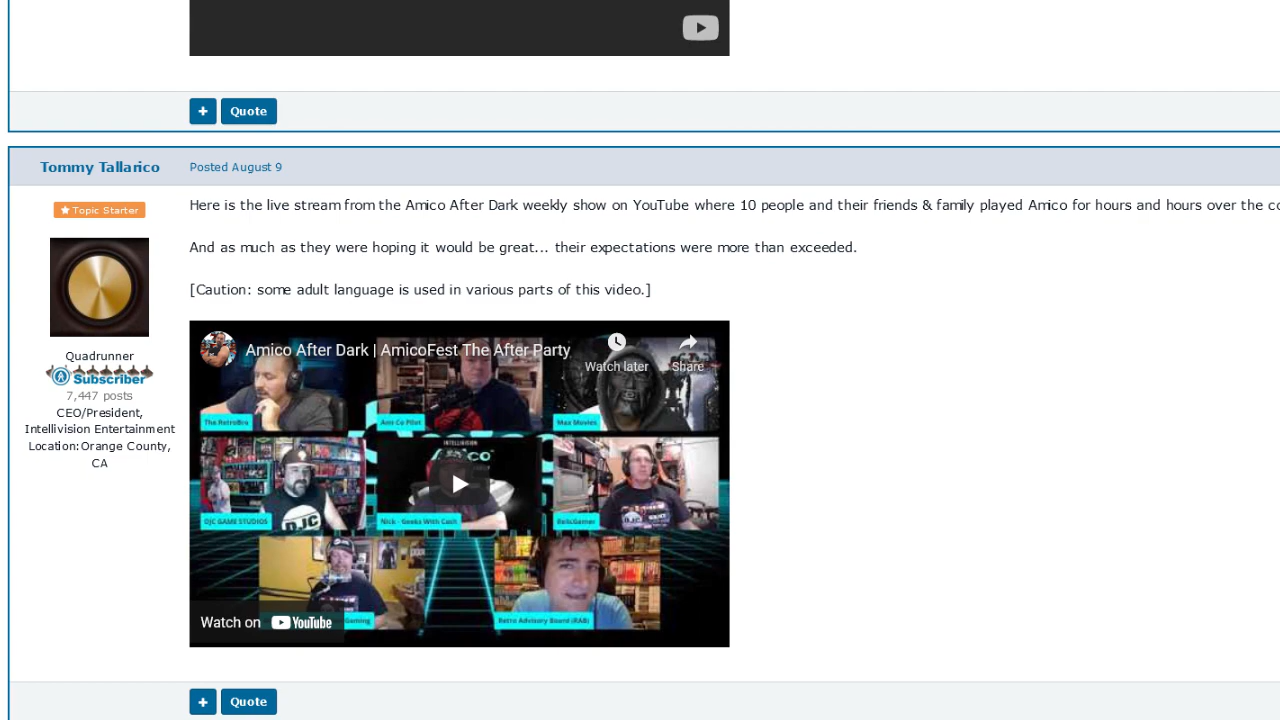 + Quote
Tommy Tallarico
Posted August 9
Topic Starter
Here is the live stream from the Amico After Dark weekly show on YouTube where 10 people and their friends & family played Amico for hours and hours over the
And as much as they were hoping it would be great... their expectations were more than exceeded.
[Caution: some adult language is used in various parts of this video.]
Quadrunner
Subscriber
7,447 posts
CEO/President,
Intellivision Entertainment
Location:Orange County,
CA
Amico After Dark | AmicoFest The After Party
Watch later
Share
The RetroBro
Ami Co Pilot
Max Movies
INTELLIVISION
DJC GAME STUDIOS
DJC
Nick - Geeks With Cash
Gaming
Retro Advisory Board (RAB)
Watch on YouTube
+ Quote